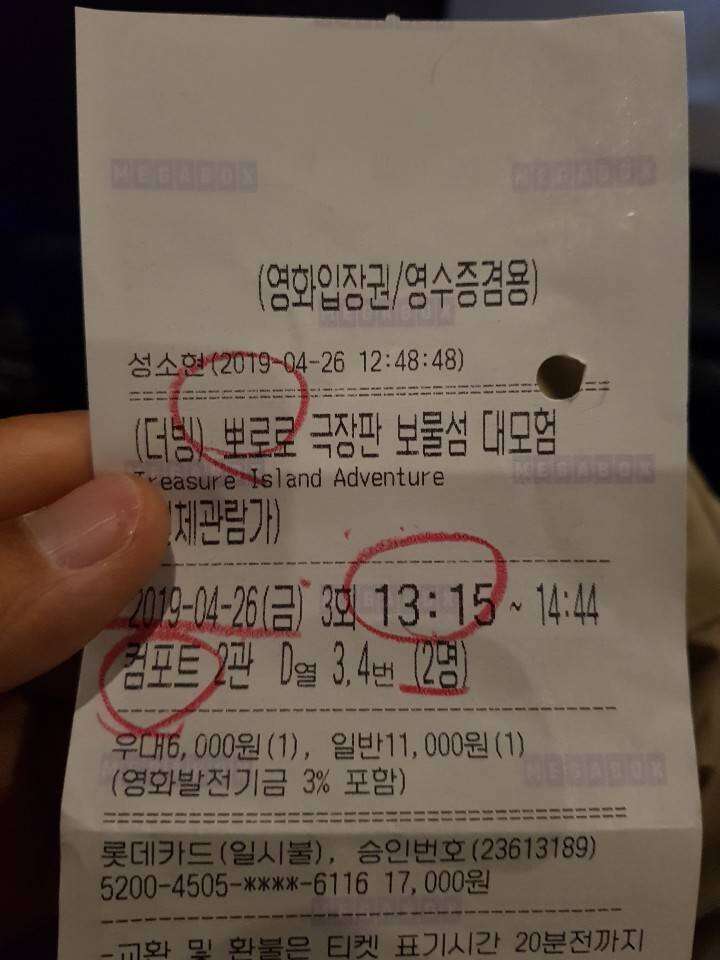 MEGABOX MEGABOX
(영화입장권/영수증겸용)
성소현(2019-04-26 12:48:48)
(더빙) 뽀로로 극장판 보물섬 대모험
Treasure Island Adventure
체관람가)
2019-04-26(금) 3회 13:15 ~ 14:44
컴포트 2관 D열 3,4번 (2명)
우대6,000원(1), 일반11,000원(1)
(영화발전기금 3% 포함)
롯데카드(일시불), 승인번호(23613189)
5200-4505-****-6116 17,000원
-교환 및 환불은 티켓 표기시간 20분전까지